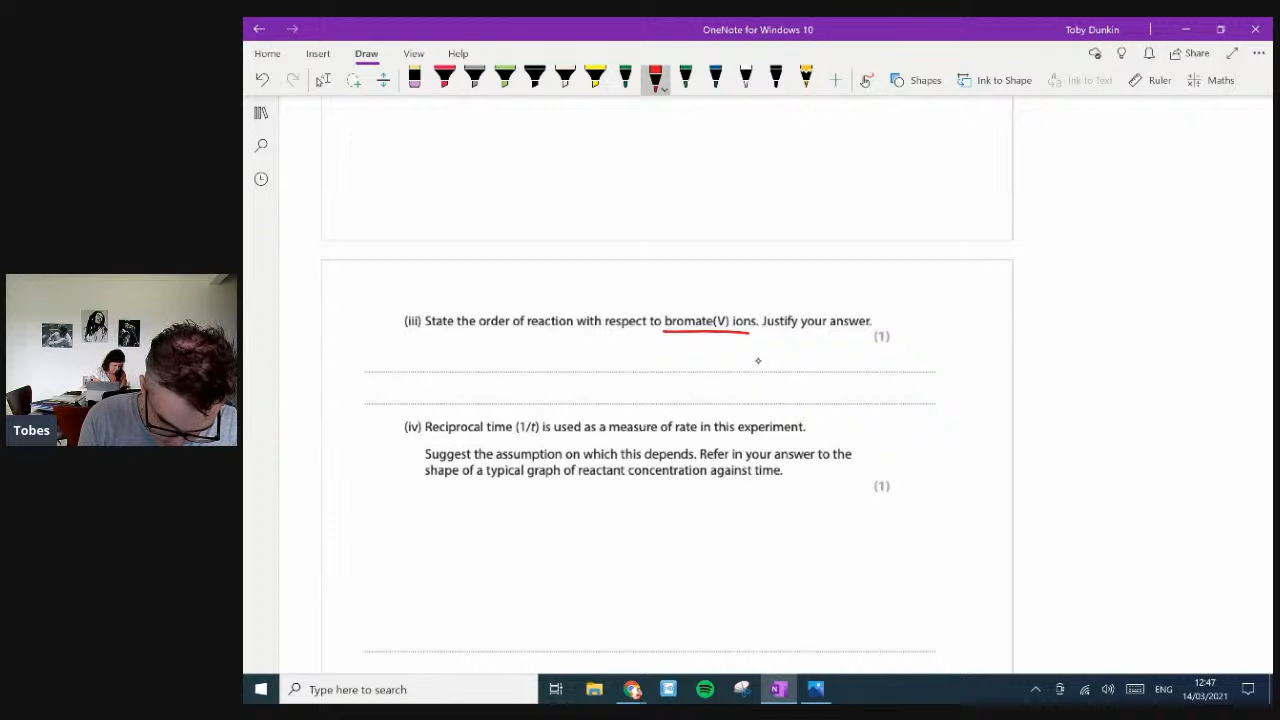 OneNote for Windows 10
Toby Dunkin
Home Insert Draw View Help
Share
Shapes Ink to Shape Ink to Text Ruler Maths
(iii) State the order of reaction with respect to bromate(V) ions. Justify your answer.
(1)
(iv) Reciprocal time (1/t) is used as a measure of rate in this experiment.
Suggest the assumption on which this depends. Refer in your answer to the
shape of a typical graph of reactant concentration against time.
(1)
Tobes
Type here to search
ENG
12:47
14/03/2021